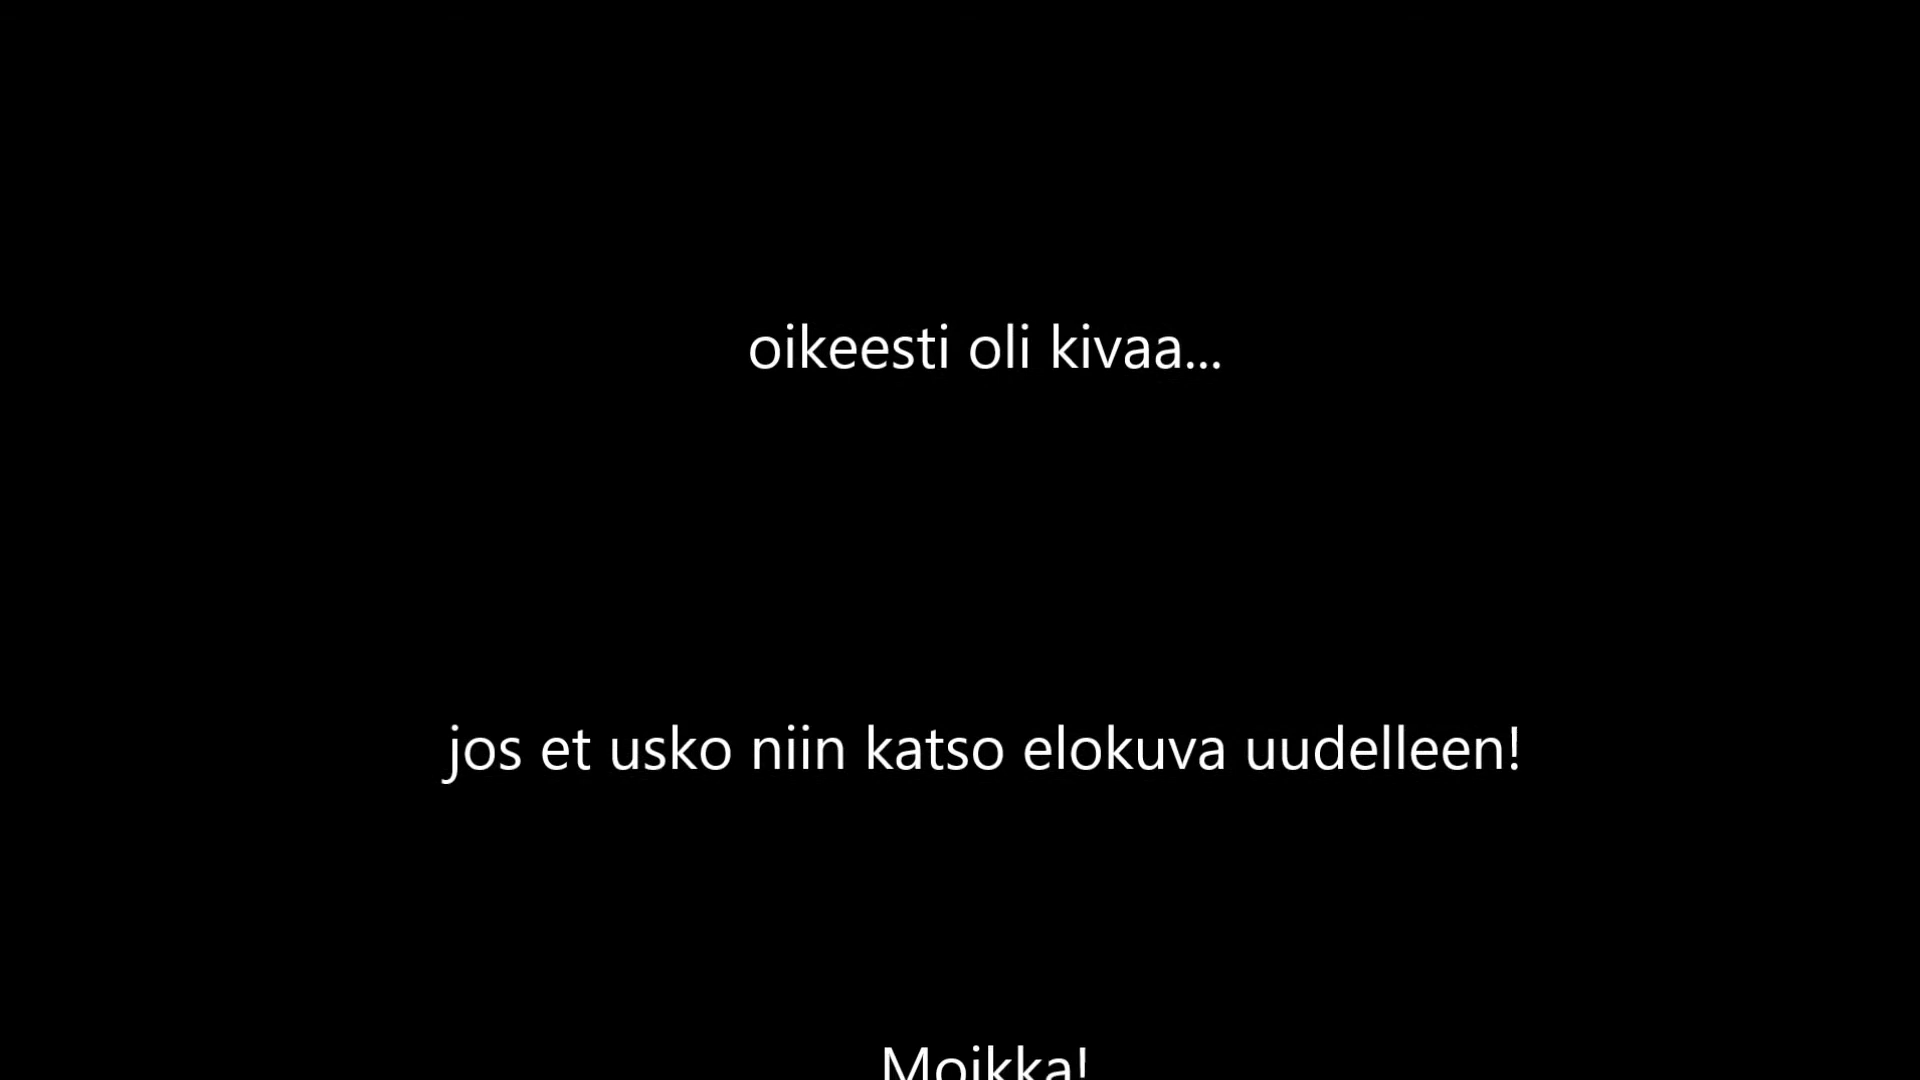 oikeesti oli kivaa...
jos et usko niin katso elokuva uudelleen!
Moikka!